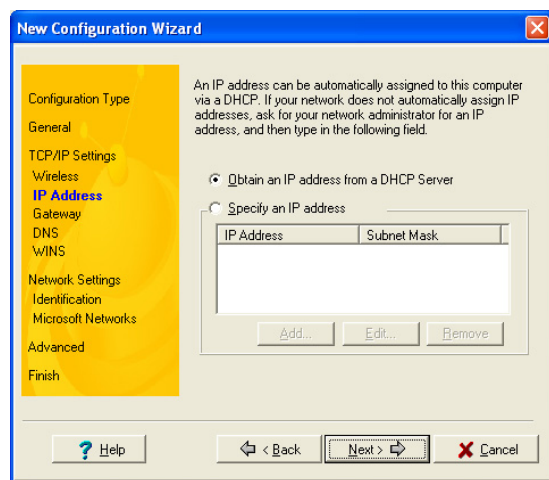 New Configuration Wizard
Configuration Type
General
TCP/IP Settings
Wireless
IP Address
Gateway
DNS
WINS
Network Settings
Identification
Microsoft Networks
Advanced
Finish
An IP address can be automatically assigned to this computer
via a DHCP. If your network does not automatically assign IP
addresses, ask for your network administrator for an IP
address, and then type in the following field.
Obtain an IP address from a DHCP Server
Specify an IP address
IP Address Subnet Mask
Add... Edit... Remove
? Help < Back Next > Cancel